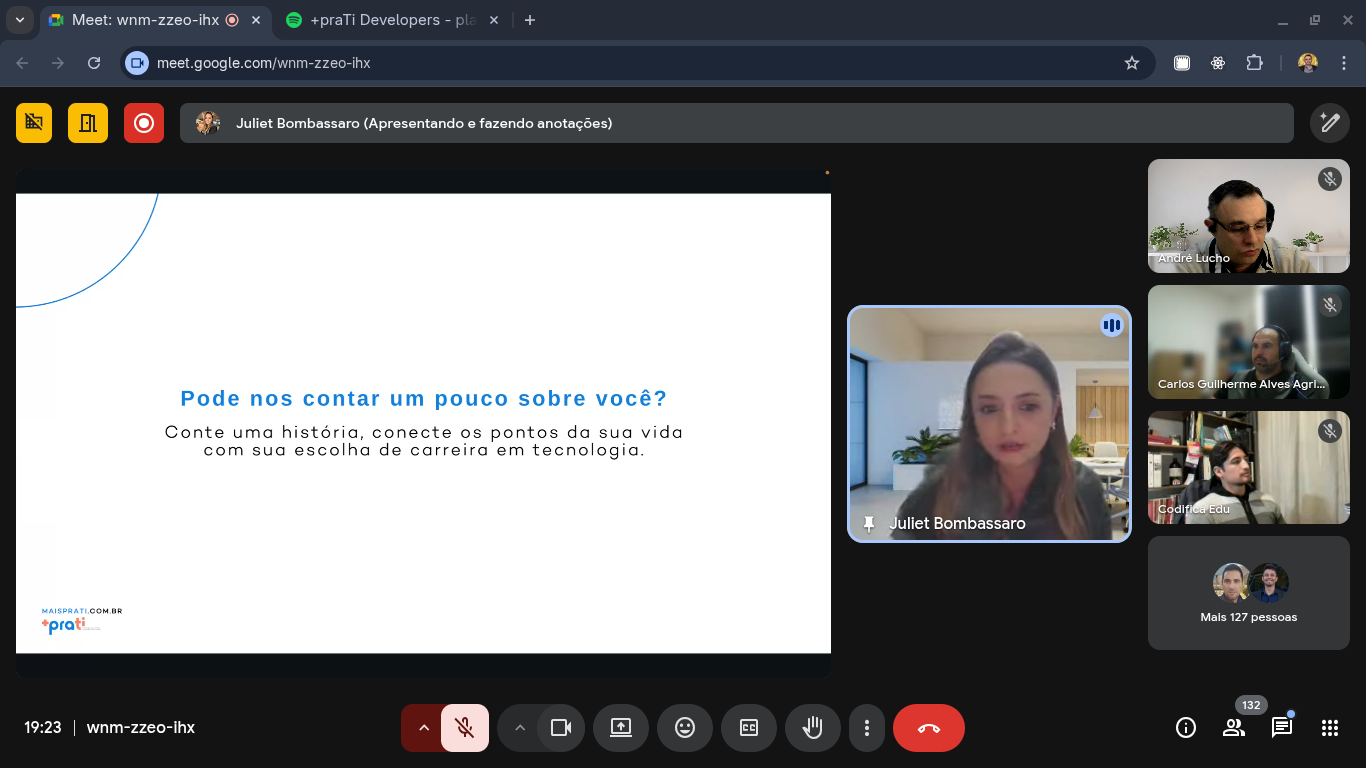 Meet: wnm-zzeo-ihx
+praTi Developers - pla
meet.google.com/wnm-zzeo-ihx
Juliet Bombassaro (Apresentando e fazendo anotações)
Pode nos contar um pouco sobre você?
Conte uma história, conecte os pontos da sua vida
com sua escolha de carreira em tecnologia.
MAISPRATI.COM.BR
+prati
Juliet Bombassaro
André Lucho
Carlos Guilherme Alves Agri...
Codifica Edu
Mais 127 pessoas
19:23
wnm-zzeo-ihx
132